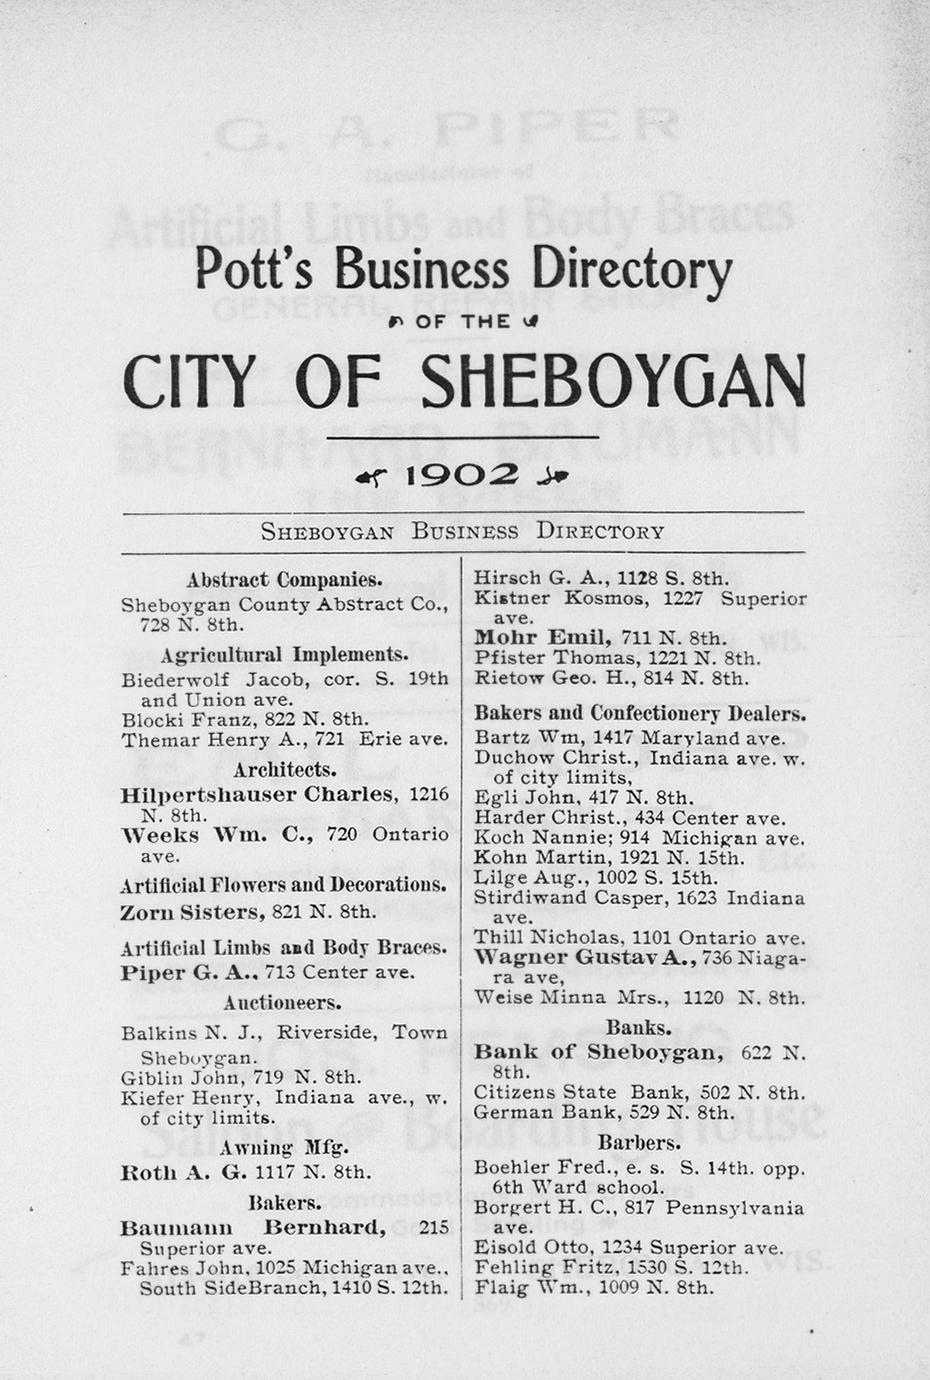 Pott's Business Directory
OF THE
CITY OF SHEBOYGAN
1902
SHEBOYGAN BUSINESS DIRECTORY
Abstract Companies.
Sheboygan County Abstract Co.,
728 N. 8th.
Agricultural Implements.
Biederwolf Jacob, cor. S. 19th
and Union ave.
Blocki Franz, 822 N. 8th.
Themar Henry A., 721 Erie ave.
Architects.
Hilpertshauser Charles, 1216
N. 8th.
Weeks Wm. C., 720 Ontario
ave.
Artificial Flowers and Decorations.
Zorn Sisters, 821 N. 8th.
Artificial Limbs and Body Braces.
Piper G. A., 713 Center ave.
Auctioneers.
Balkins N. J., Riverside, Town
Sheboygan.
Giblin John, 719 N. 8th.
Kiefer Henry, Indiana ave., w.
of city limits.
Awning Mfg.
Roth A. G. 1117 N. 8th.
Bakers.
Baumann Bernhard, 215
Superior ave.
Fahres John, 1025 Michigan ave.,
South Side Branch, 1410 S. 12th.
Hirsch G. A., 1128 S. 8th.
Kistner Kosmos, 1227 Superior
ave.
Mohr Emil, 711 N. 8th.
Pfister Thomas, 1221 N. 8th.
Rietow Geo. H., 814 N. 8th.
Bakers and Confectionery Dealers.
Bartz Wm, 1417 Maryland ave.
Duchow Christ., Indiana ave. w.
of city limits,
Egli John, 417 N. 8th.
Harder Christ., 434 Center ave.
Koch Nannie; 914 Michigan ave.
Kohn Martin, 1921 N. 15th.
Lilge Aug., 1002 S. 15th.
Stirdiwand Casper, 1623 Indiana
ave.
Thill Nicholas, 1101 Ontario ave.
Wagner Gustav A., 736 Niaga-
ra ave,
Weise Minna Mrs., 1120 N. 8th.
Banks.
Bank of Sheboygan, 622 N.
8th.
Citizens State Bank, 502 N. 8th.
German Bank, 529 N. 8th.
Barbers.
Boehler Fred., e. s. S. 14th. opp.
6th Ward school.
Borgert H. C., 817 Pennsylvania
ave.
Eisold Otto, 1234 Superior ave.
Fehling Fritz, 1530 S. 12th.
Flaig Wm., 1009 N. 8th.